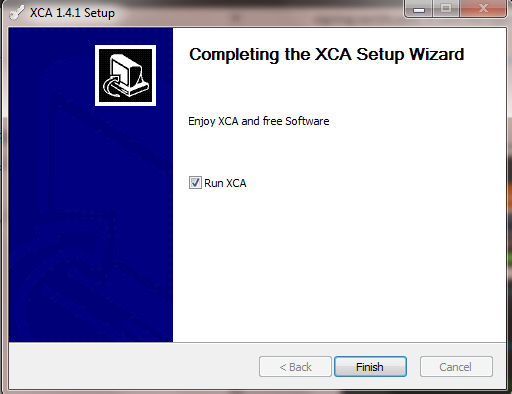 XCA 1.4.1 Setup
Completing the XCA Setup Wizard
Enjoy XCA and free Software
Run XCA
< Back
Finish
Cancel